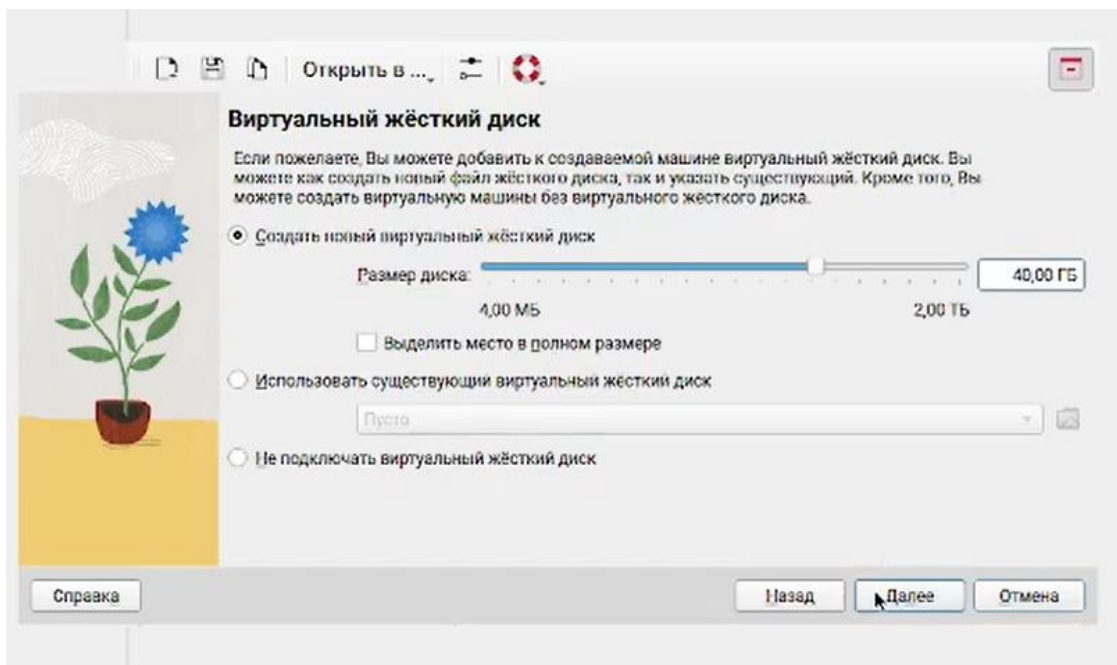 Открыть в ...
Виртуальный жёсткий диск
Если пожелаете, Вы можете добавить к создаваемой машине виртуальный жёсткий диск. Вы
можете как создать новый файл жёсткого диска, так и указать существующий. Кроме того, Вы
можете создать виртуальную машины без виртуального жёсткого диска.
Создать новый виртуальный жёсткий диск
Размер диска: 40,00 ГБ
4,00 МБ 2,00 ТБ
Выделить место в полном размере
Использовать существующий виртуальный жёсткий диск
Пусто
Не подключать виртуальный жёсткий диск
Справка Назад Далее Отмена